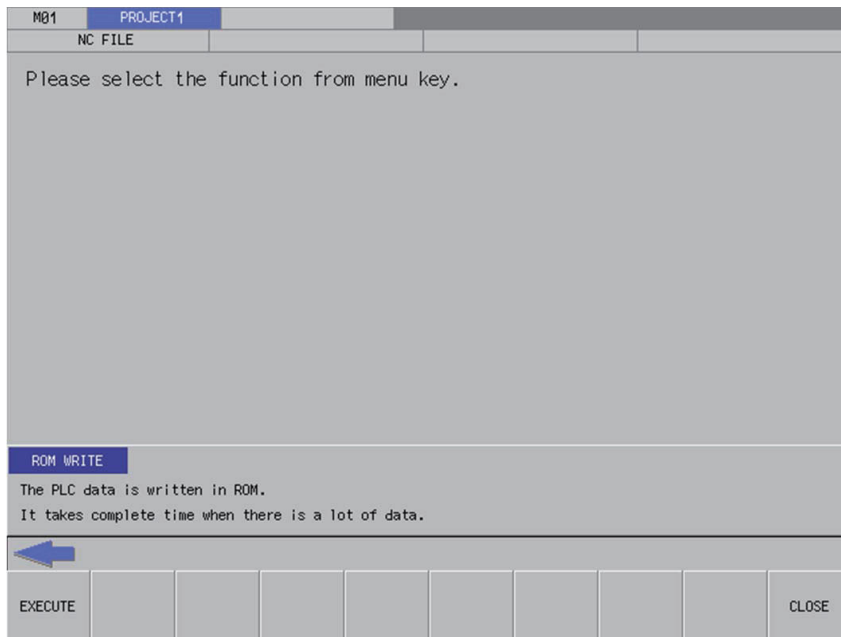 M01 PROJECT1
NC FILE
Please select the function from menu key.
ROM WRITE
The PLC data is written in ROM.
It takes complete time when there is a lot of data.
EXECUTE CLOSE